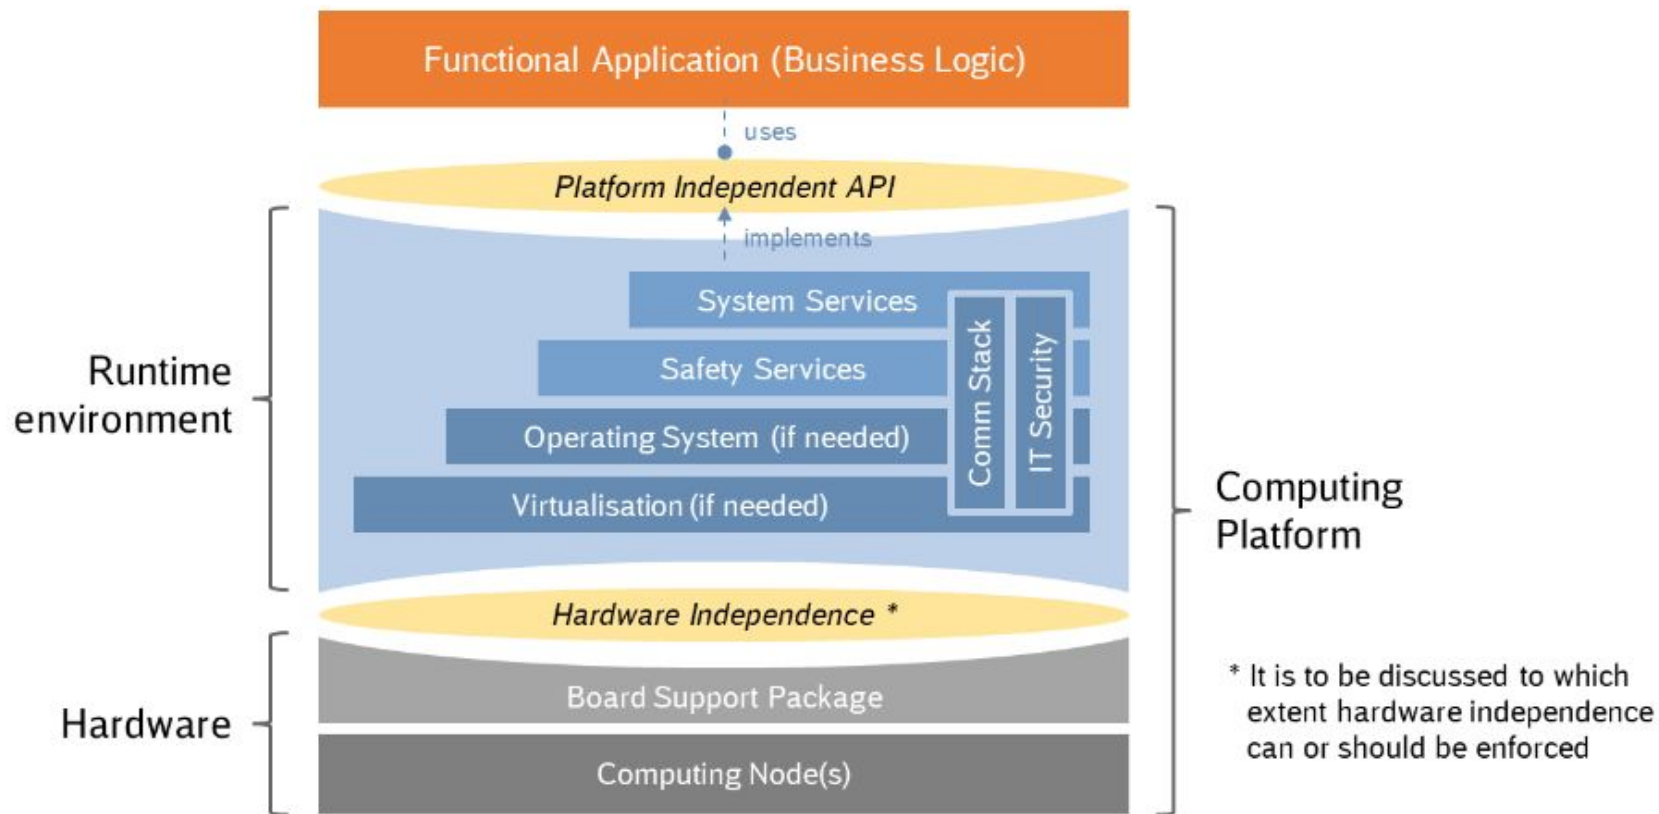 Functional Application (Business Logic)
uses
Platform Independent API
implements
System Services
Safety Services
Operating System (if needed)
Virtualisation (if needed)
Comm Stack
IT Security
Runtime
environment
Computing
Platform
Hardware Independence *
Board Support Package
Computing Node(s)
Hardware
* It is to be discussed to which
extent hardware independence
can or should be enforced